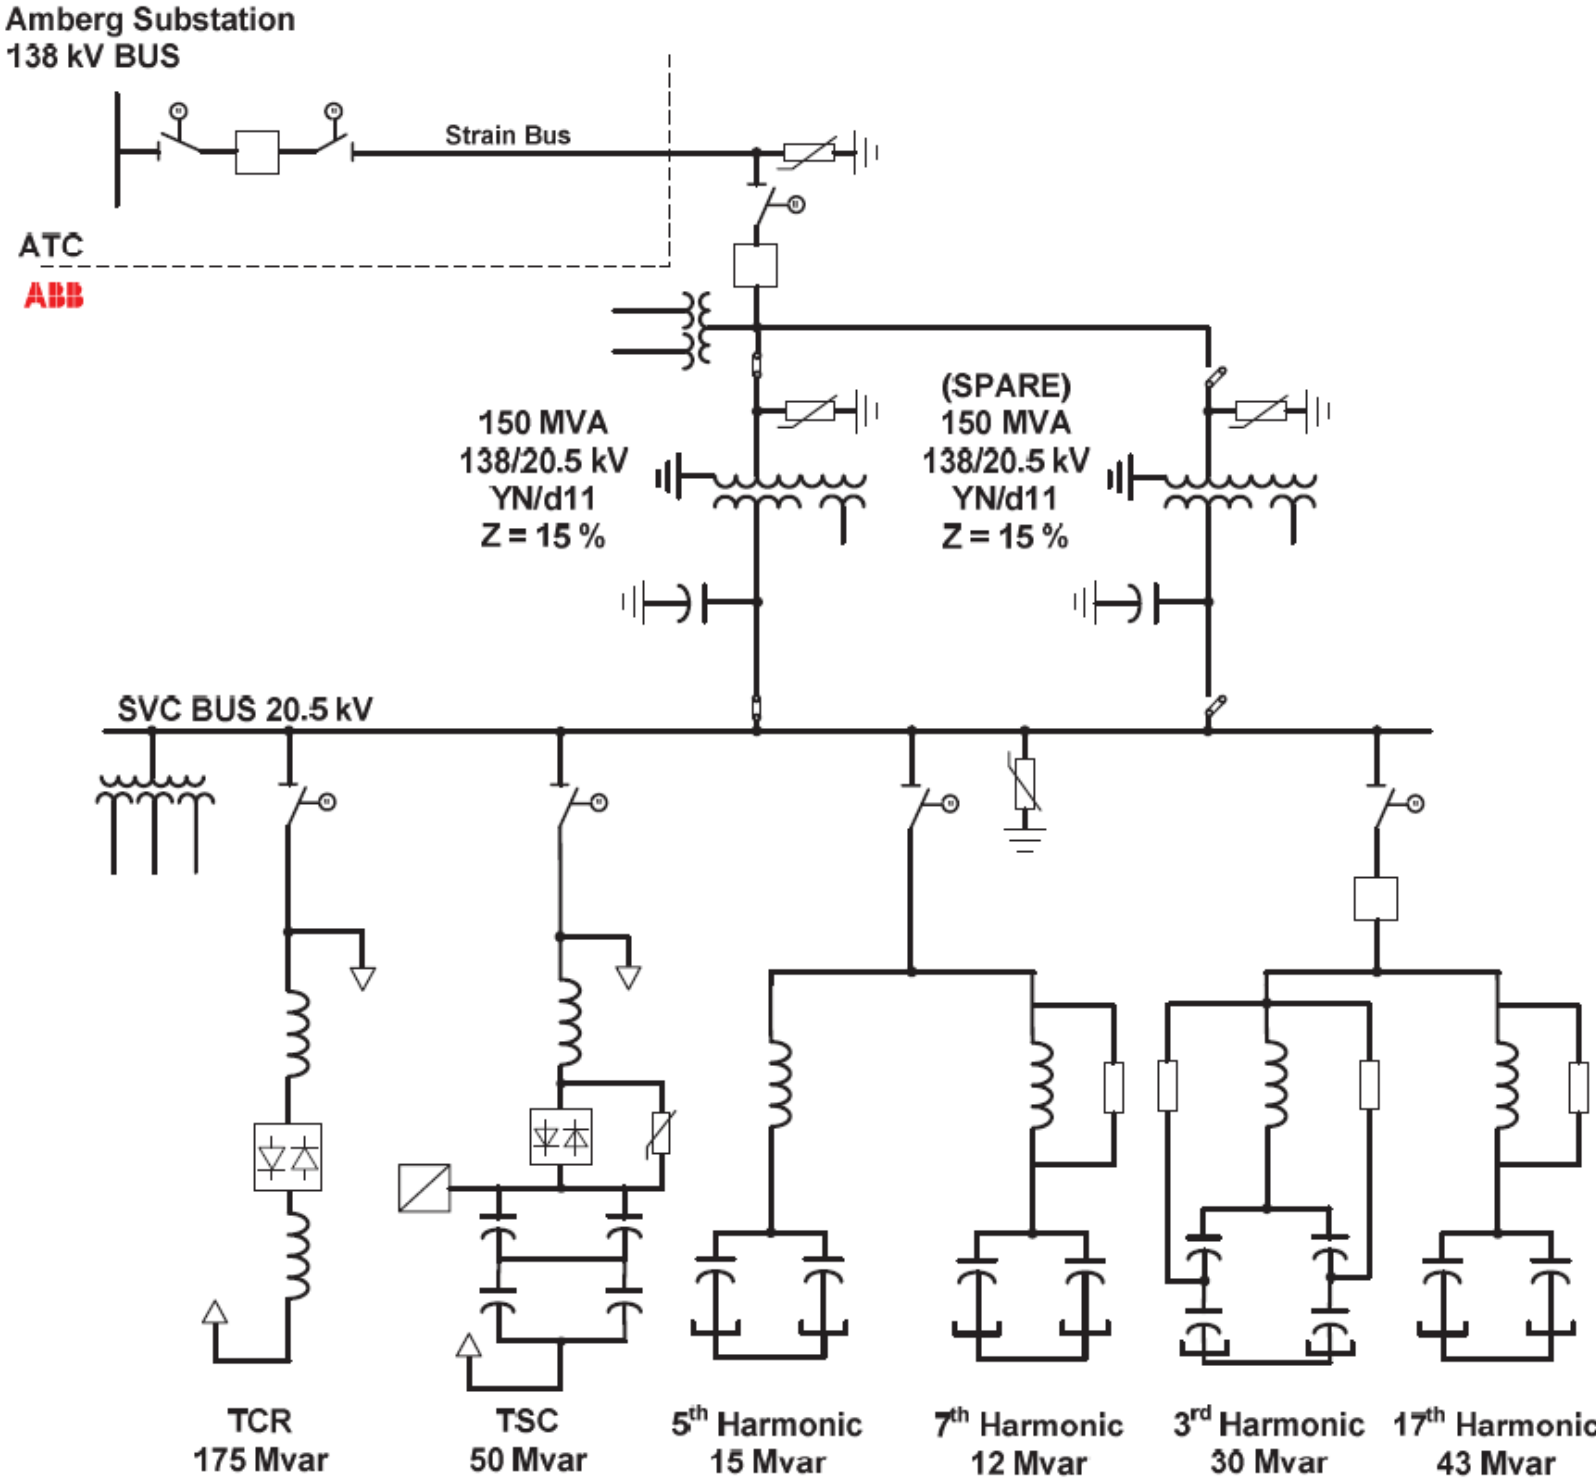 Amberg Substation
138 kV BUS
Strain Bus
ATC
ABB
150 MVA
138/20.5 kV
YN/d11
Z = 15 %
(SPARE)
150 MVA
138/20.5 kV
YN/d11
Z = 15 %
SVC BUS 20.5 kV
TCR
175 Mvar
TSC
50 Mvar
5th Harmonic
15 Mvar
7th Harmonic
12 Mvar
3rd Harmonic
30 Mvar
17th Harmonic
43 Mvar